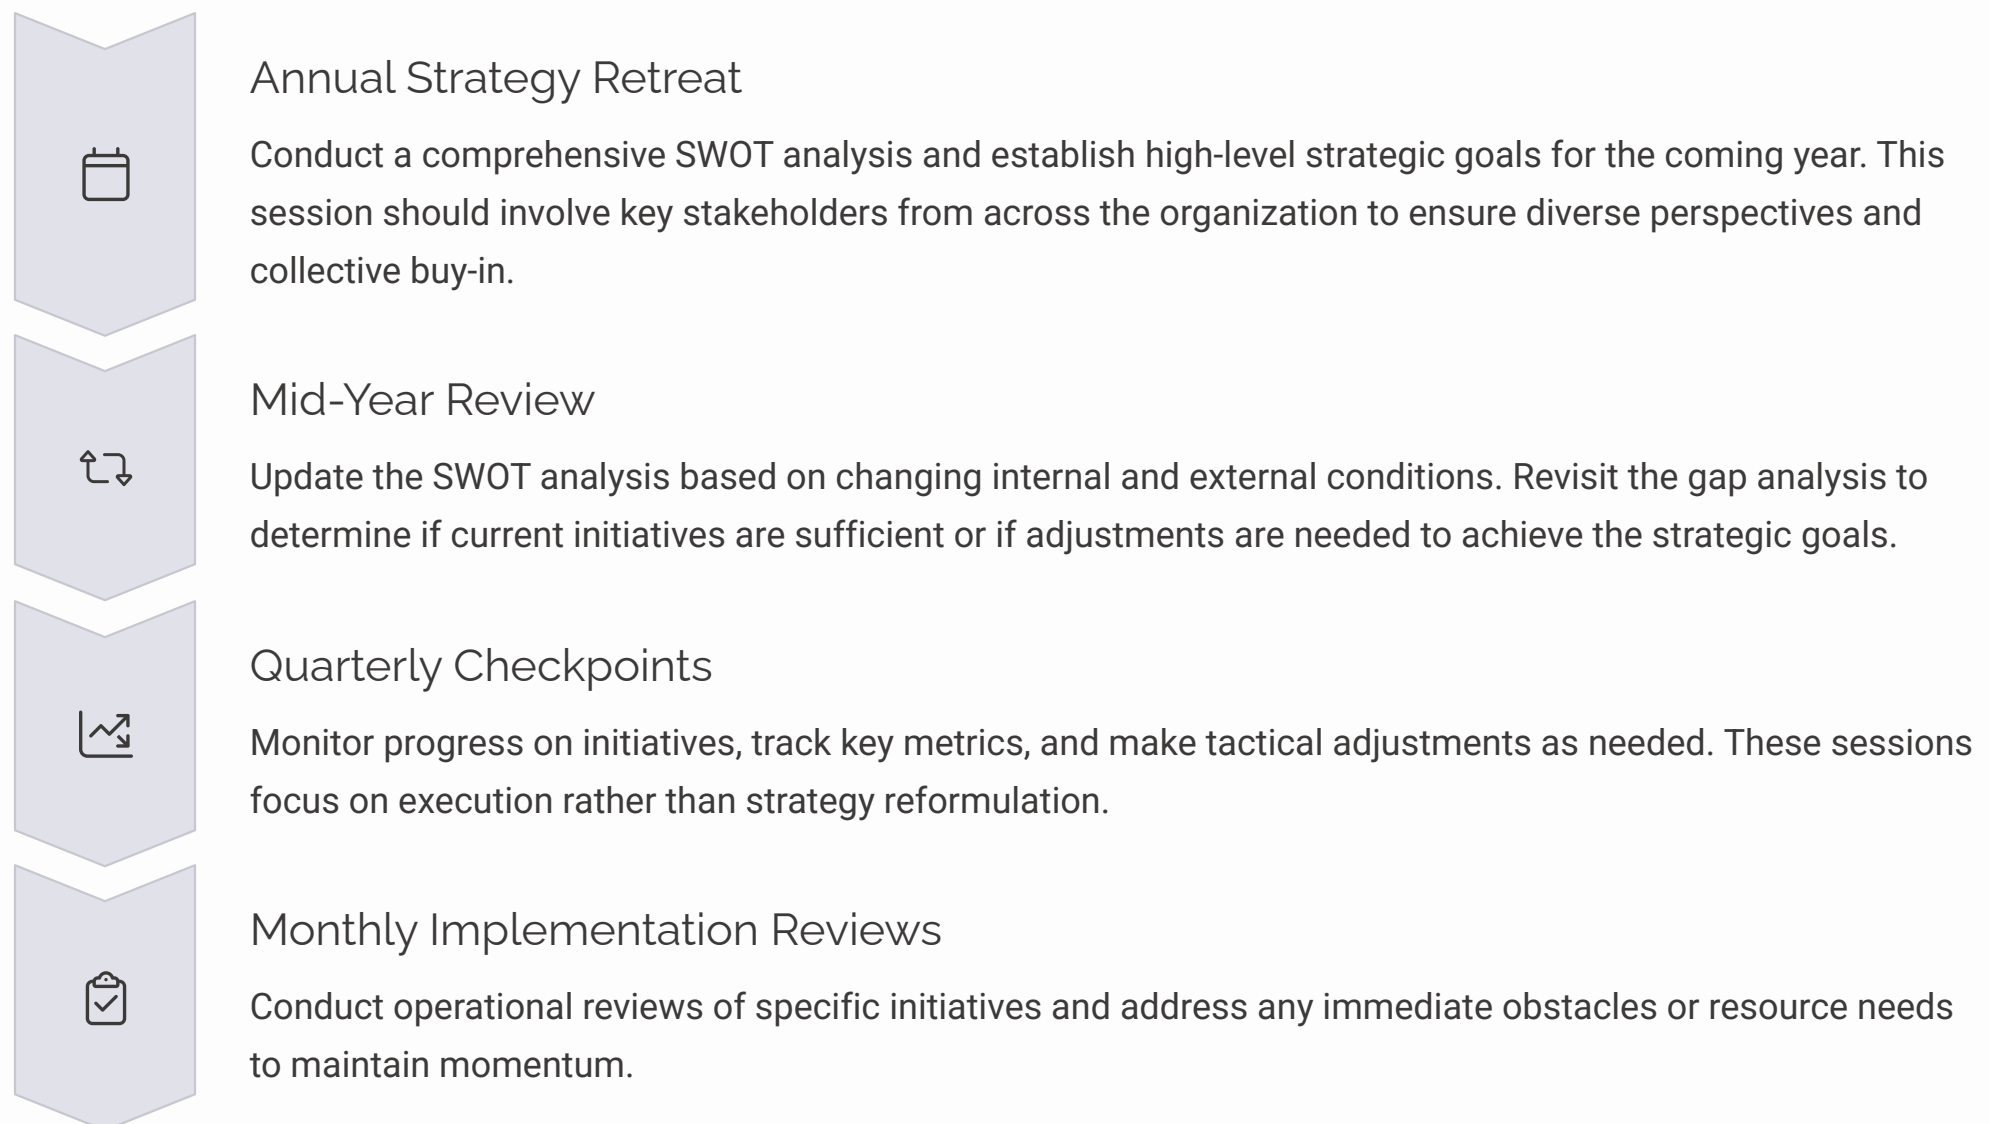 Annual Strategy Retreat
Conduct a comprehensive SWOT analysis and establish high-level strategic goals for the coming year. This
session should involve key stakeholders from across the organization to ensure diverse perspectives and
collective buy-in.
Mid-Year Review
Update the SWOT analysis based on changing internal and external conditions. Revisit the gap analysis to
determine if current initiatives are sufficient or if adjustments are needed to achieve the strategic goals.
Quarterly Checkpoints
Monitor progress on initiatives, track key metrics, and make tactical adjustments as needed. These sessions
focus on execution rather than strategy reformulation.
Monthly Implementation Reviews
Conduct operational reviews of specific initiatives and address any immediate obstacles or resource needs
to maintain momentum.